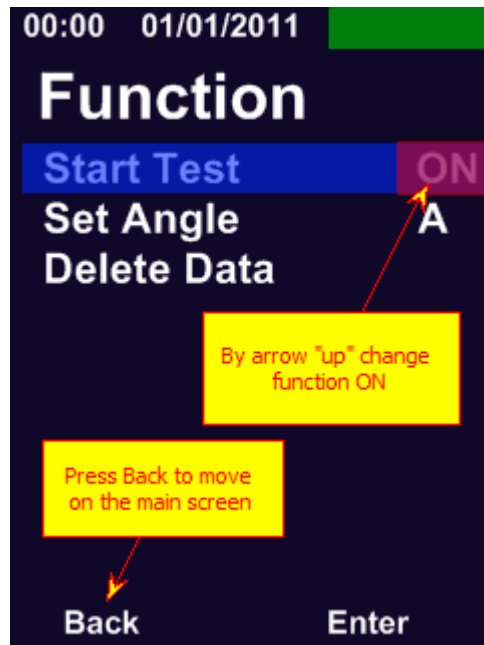 00:00 01/01/2011
Function
Start Test ON
Set Angle A
Delete Data
By arrow "up" change
function ON
Press Back to move
on the main screen
Back Enter